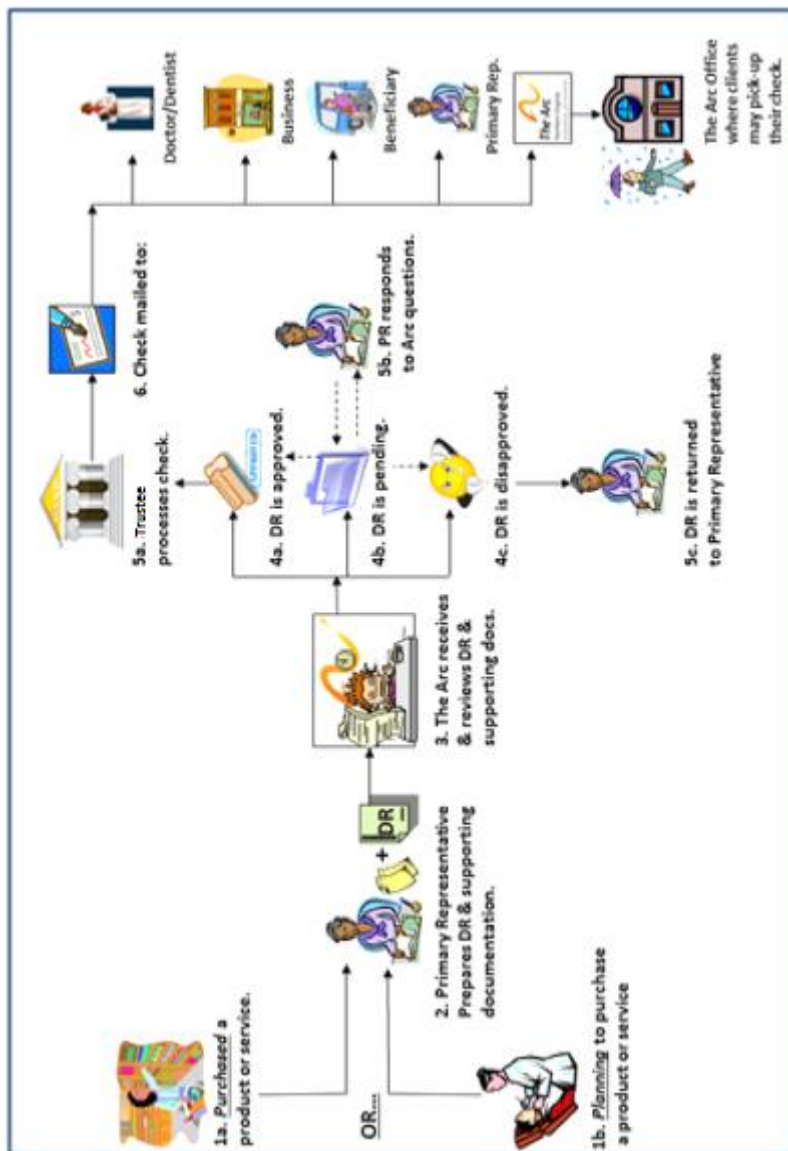 1a. Purchased a
product or service.
OR....
1b. Planning to purchase
a product or service
DR
+
2. Primary Representative
Prepares DR & supporting
documentation.
3. The Arc receives
& reviews DR &
supporting docs.
4a. DR is approved.
4b. DR is pending.
4c. DR is disapproved.
5a. Trustee
processes check.
5b. PR responds
to Arc questions.
5c. DR is returned
to Primary Representative
6. Check mailed to:
Doctor/Dentist
Business
Beneficiary
Primary Rep.
The Arc
The Arc Office
where clients
may pick-up
their check.